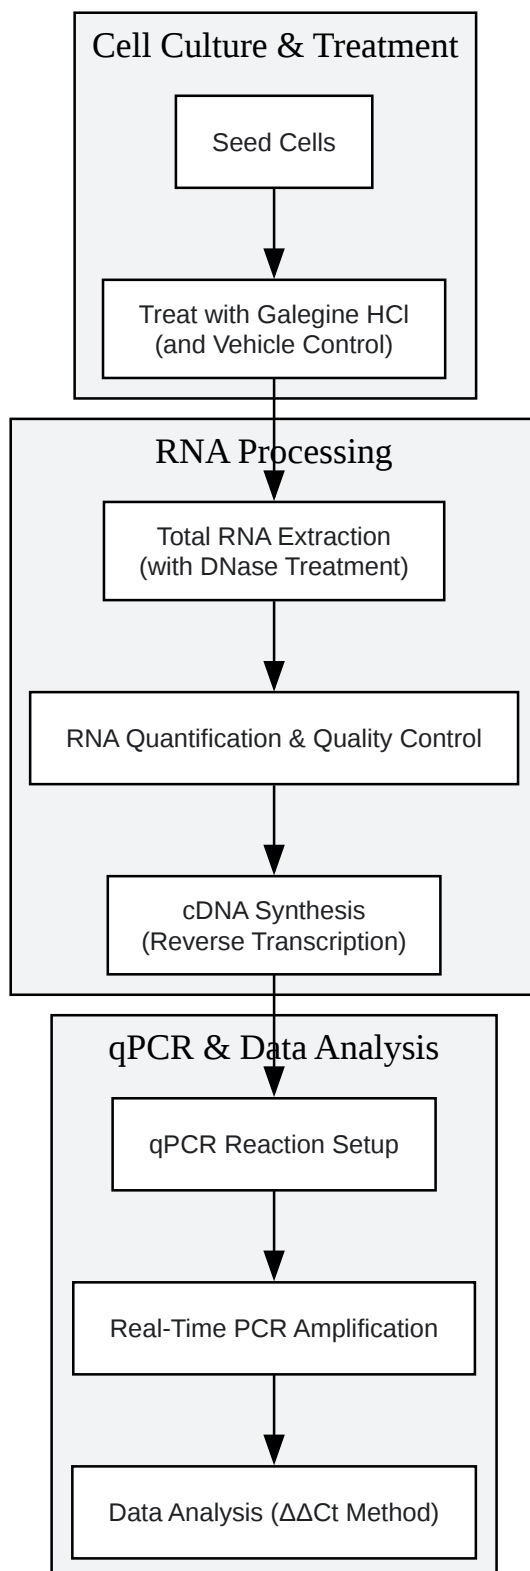 Cell Culture & Treatment
Seed Cells
Treat with Galegine HCl
(and Vehicle Control)
RNA Processing
Total RNA Extraction
(with DNase Treatment)
RNA Quantification & Quality Control
cDNA Synthesis
(Reverse Transcription)
qPCR & Data Analysis
qPCR Reaction Setup
Real-Time PCR Amplification
Data Analysis (ΔΔCt Method)